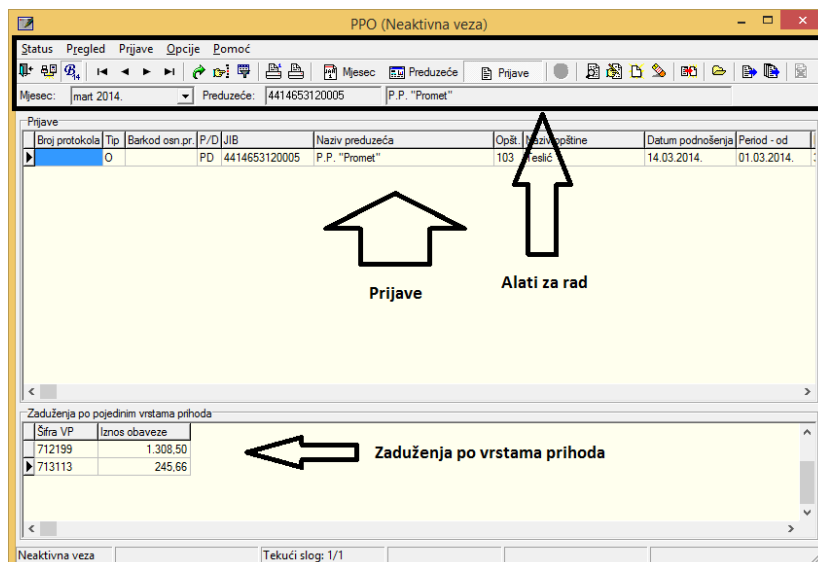 PPO (Neaktivna veza)
Status Pregled Prijave Opcije Pomoć
Mjesec Preduzeće Prijave
Mjesec: mart 2014. Preduzeće: 4414653120005 P.P. "Promet"
Prijave
Broj protokola Tip Barkod osn.pr. P/D JIB Naziv preduzeća Opšt. Naziv opštine Datum podnošenja Period - od
O PD 4414653120005 P.P. "Promet" 103 Teslić 14.03.2014. 01.03.2014.
Prijave
Alati za rad
Zaduženja po pojedinim vrstama prihoda
Šifra VP Iznos obaveze
712199 1.308,50
713113 245,66
Zaduženja po vrstama prihoda
Neaktivna veza Tekući slog: 1/1